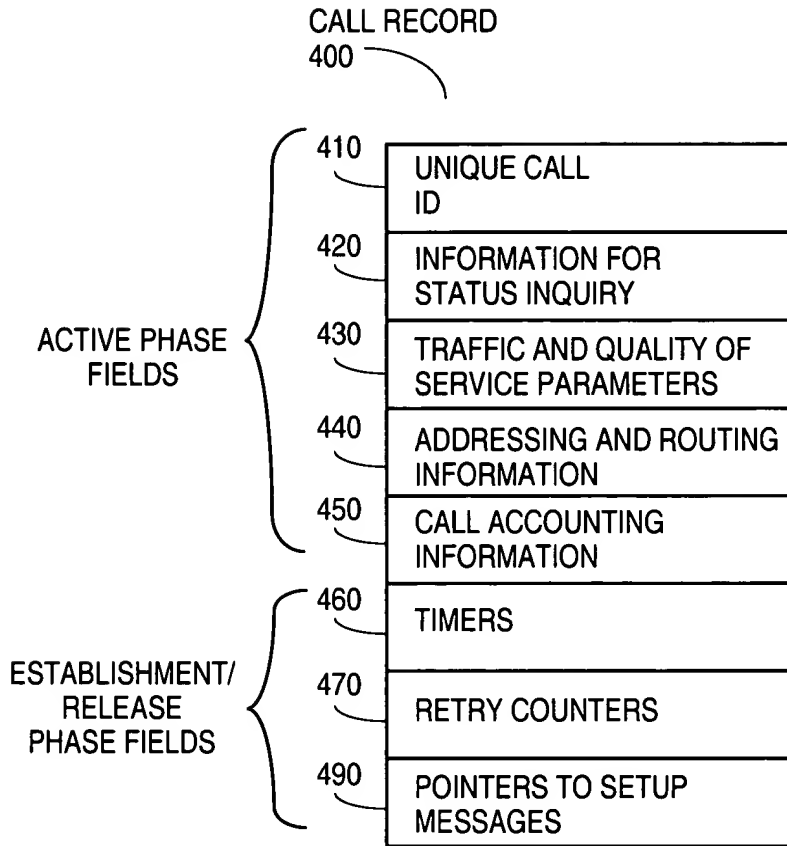 CALL RECORD
400
410
UNIQUE CALL
ID
420
INFORMATION FOR
STATUS INQUIRY
ACTIVE PHASE
FIELDS
430
TRAFFIC AND QUALITY OF
SERVICE PARAMETERS
440
ADDRESSING AND ROUTING
INFORMATION
450
CALL ACCOUNTING
INFORMATION
ESTABLISHMENT/
RELEASE
PHASE FIELDS
460
TIMERS
470
RETRY COUNTERS
490
POINTERS TO SETUP
MESSAGES